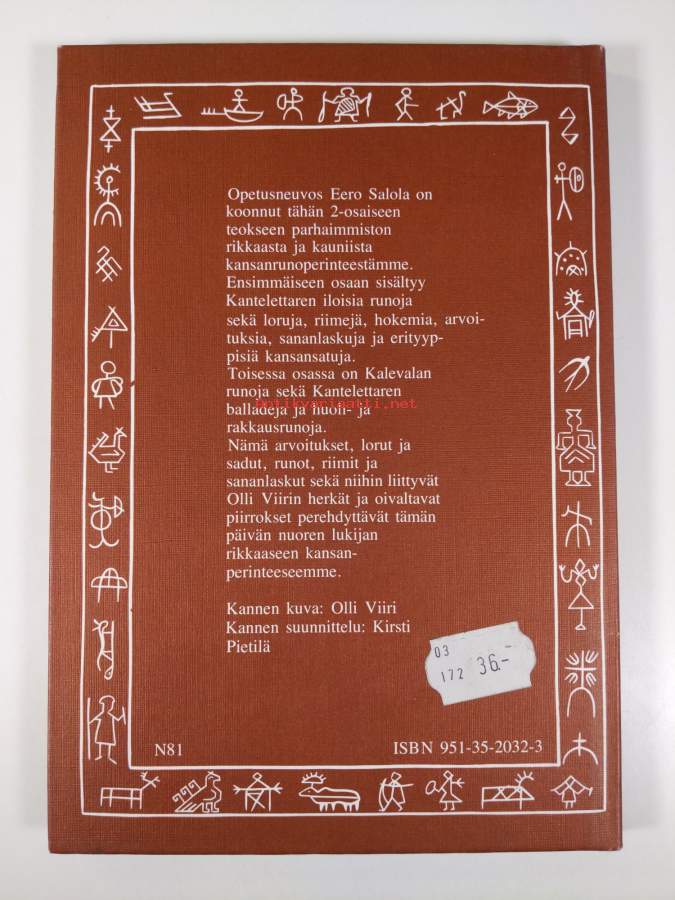 Opetusneuvos Eero Salola on
koonnut tähän 2-osaiseen
teokseen parhaimmiston
rikkaasta ja kauniista
kansanrunoperinteestämme.
Ensimmäiseen osaan sisältyy
Kantelettaren iloisia runoja
sekä loruja, riimejä, hokemia, arvoi-
tuksia, sananlaskuja ja erityyp-
pisiä kansansatuja.
Toisessa osassa on Kalevalan
runoja sekä Kantelettaren
antikvariaatti.net
balladeja ja huoli- ja
rakkausrunoja.
Nämä arvoitukset, lorut ja
sadut, runot, riimit ja
sananlaskut sekä niihin liittyvät
Olli Viirin herkät ja oivaltavat
piirrokset perehdyttävät tämän
päivän nuoren lukijan
rikkaaseen kansan-
perinteeseemme.
Kannen kuva: Olli Viiri
Kannen suunnittelu: Kirsti
Pietilä
03
172 36.-
N81
ISBN 951-35-2032-3